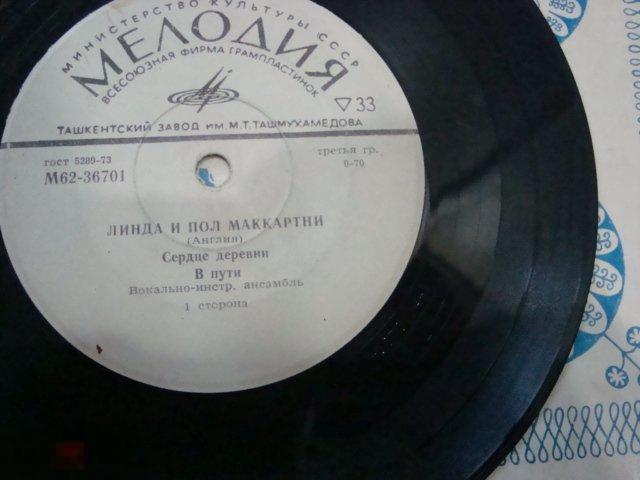 МИНИСТЕРСТВО КУЛЬТУРЫ СССР
МЕЛОДИЯ
ВСЕСОЮЗНАЯ ФИРМА ГРАМПЛАСТИНОК
▽33
ТАШКЕНТСКИЙ ЗАВОД ИМ. М.Т.ТАШМУХАМЕДОВА
гост 5289-73
третья гр.
М62-36701
0-70
ЛИНДА И ПОЛ МАККАРТНИ
(Англия)
Сердце деревни
В пути
Вокально-инстр. ансамбль
1 сторона